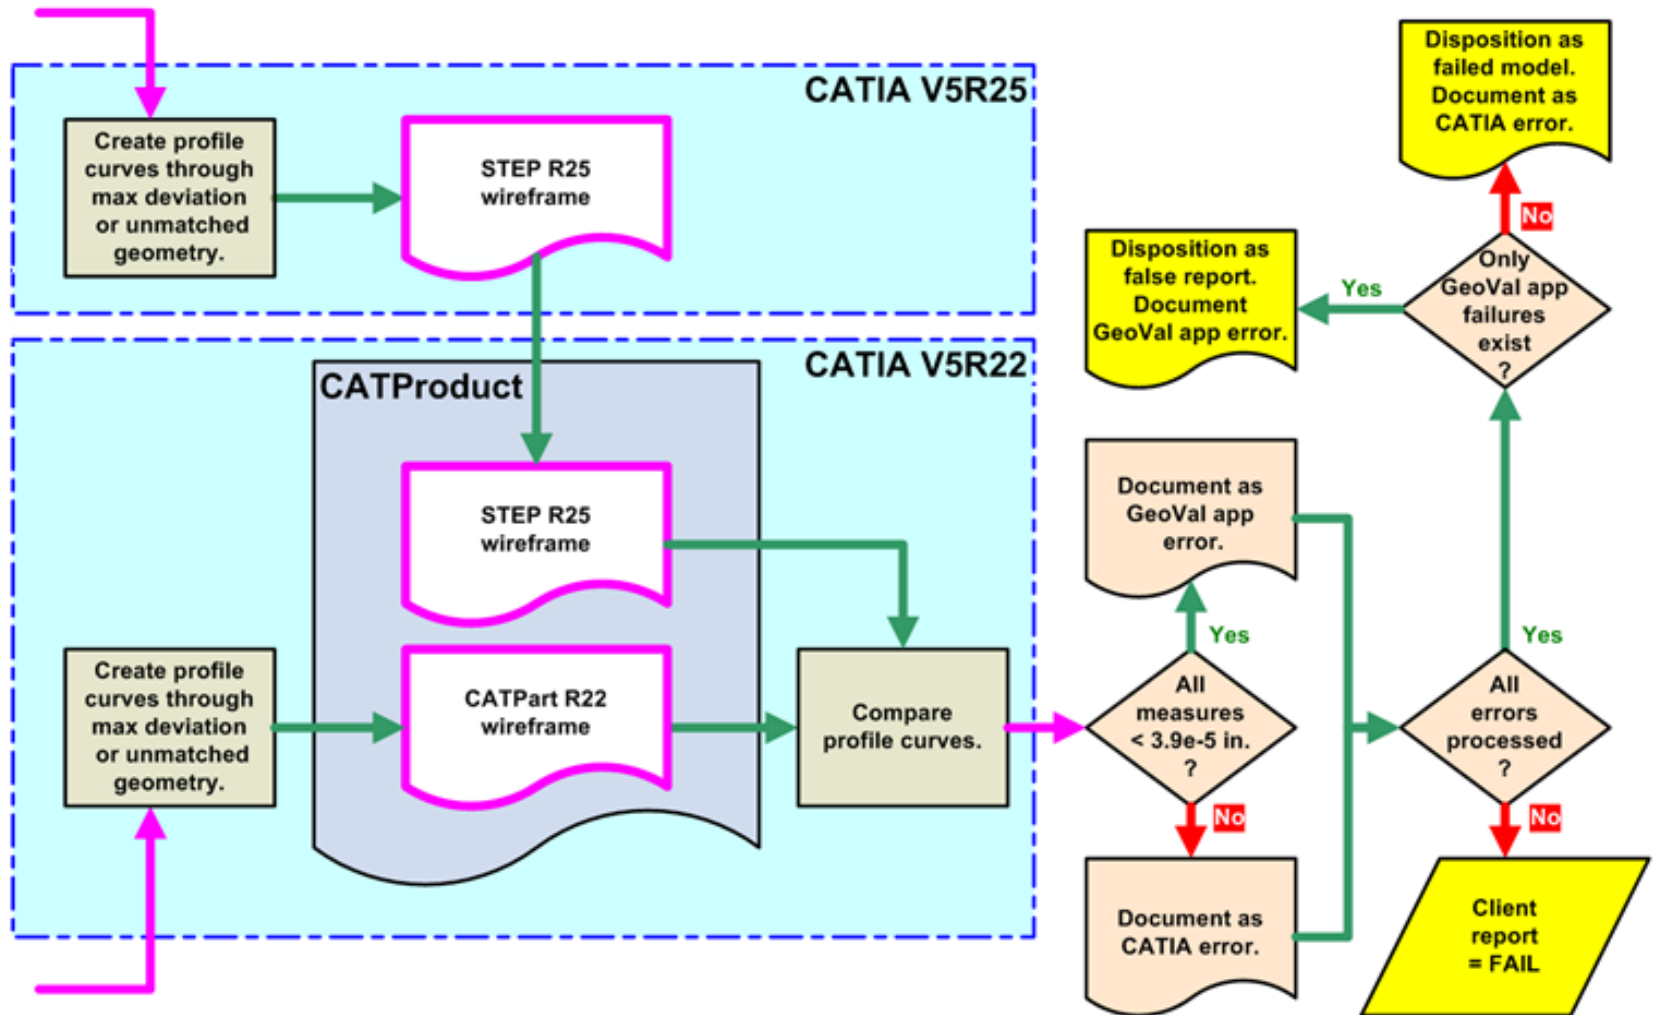 CATIA V5R25
Create profile
curves through
max deviation
or unmatched
geometry.
STEP R25
wireframe
CATIA V5R22
CATProduct
STEP R25
wireframe
Create profile
curves through
max deviation
or unmatched
geometry.
CATPart R22
wireframe
Compare
profile curves.
All
measures
< 3.9e-5 in.
?
Yes
No
Document as
GeoVal app
error.
Document as
CATIA error.
All
errors
processed
?
Yes
No
Client
report
= FAIL
Only
GeoVal app
failures
exist
?
Yes
No
Disposition as
false report.
Document
GeoVal app error.
Disposition as
failed model.
Document as
CATIA error.